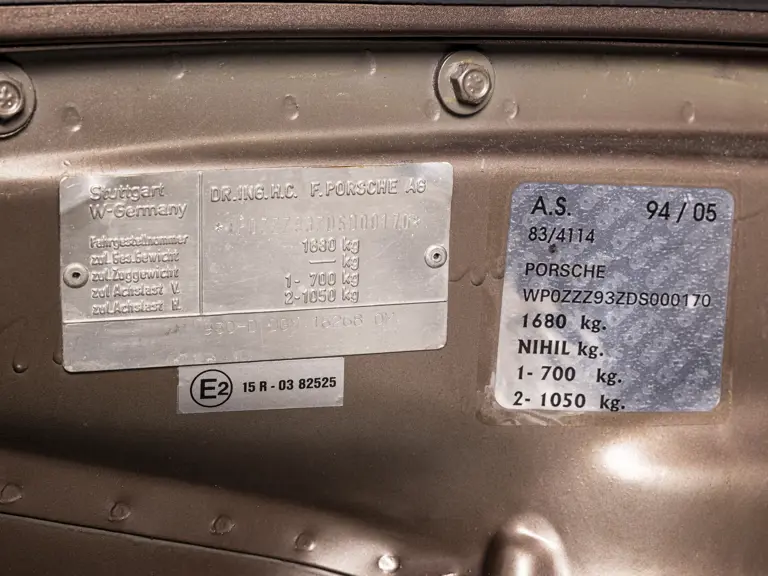 Stuttgart
W-Germany
DR.ING.H.C. F.PORSCHE AG
Fahrgestellnummer
zul.Ges.Gewicht
zul.Zuggewicht
zul.Achslast V.
zul.Achslast H.
1680 kg
— kg
1- 700 kg
2-1050 kg
E2
15 R - 03 82525
A.S. 94 / 05
83/4114
PORSCHE
WP0ZZZ93ZDS000170
1680 kg.
NIHIL kg.
1- 700 kg.
2- 1050 kg.